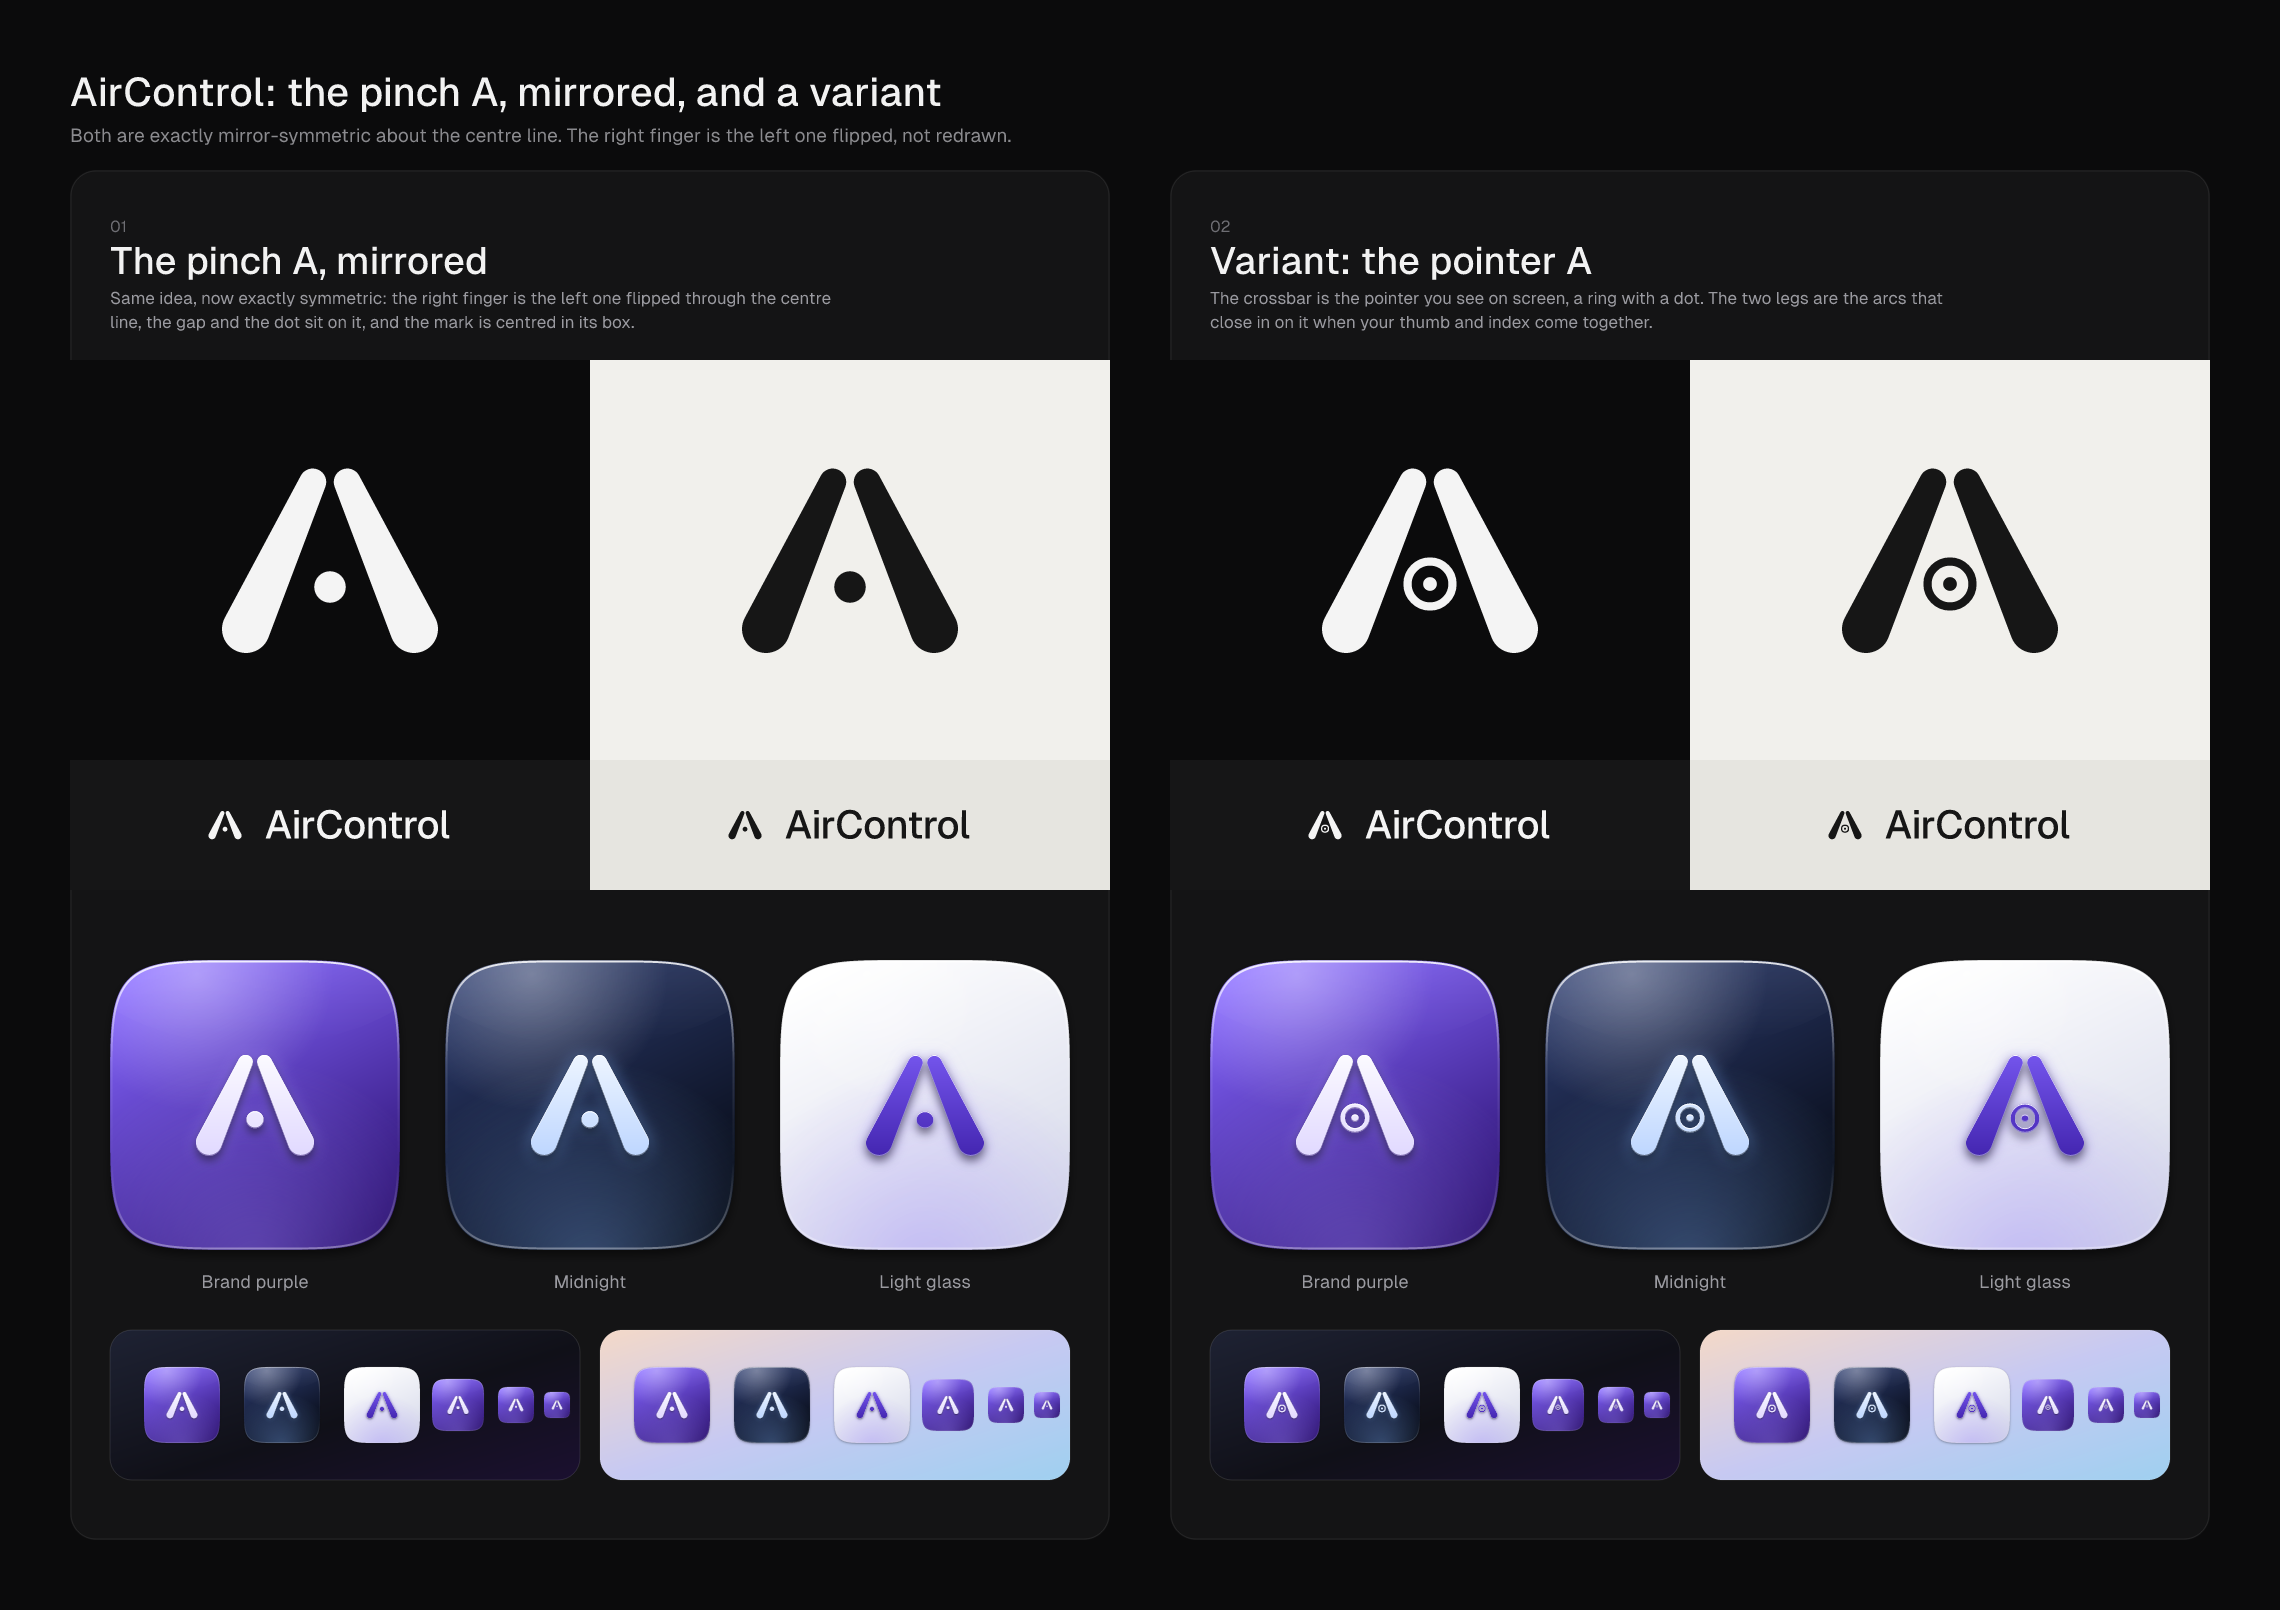 AirControl: the pinch A, mirrored, and a variant
Both are exactly mirror-symmetric about the centre line. The right finger is the left one flipped, not redrawn.
01
The pinch A, mirrored
Same idea, now exactly symmetric: the right finger is the left one flipped through the centre
line, the gap and the dot sit on it, and the mark is centred in its box.
AirControl
AirControl
Brand purple
Midnight
Light glass
02
Variant: the pointer A
The crossbar is the pointer you see on screen, a ring with a dot. The two legs are the arcs that
close in on it when your thumb and index come together.
AirControl
AirControl
Brand purple
Midnight
Light glass